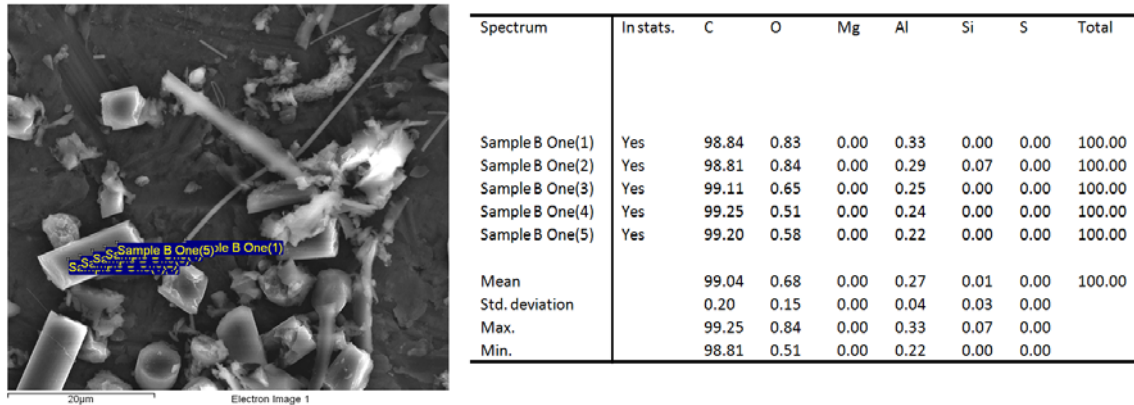 Sample B One(5)
ple B One(1)
20μm
Electron Image 1
Spectrum In stats. C O Mg Al Si S Total
Sample B One(1) Yes 98.84 0.83 0.00 0.33 0.00 0.00 100.00
Sample B One(2) Yes 98.81 0.84 0.00 0.29 0.07 0.00 100.00
Sample B One(3) Yes 99.11 0.65 0.00 0.25 0.00 0.00 100.00
Sample B One(4) Yes 99.25 0.51 0.00 0.24 0.00 0.00 100.00
Sample B One(5) Yes 99.20 0.58 0.00 0.22 0.00 0.00 100.00
Mean 99.04 0.68 0.00 0.27 0.01 0.00 100.00
Std. deviation 0.20 0.15 0.00 0.04 0.03 0.00
Max. 99.25 0.84 0.00 0.33 0.07 0.00
Min. 98.81 0.51 0.00 0.22 0.00 0.00